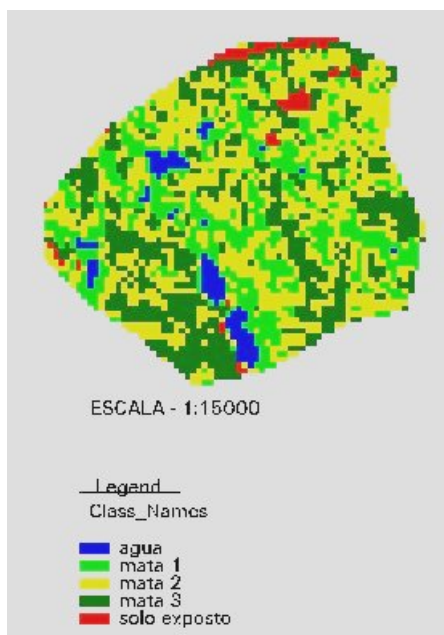 ESCALA - 1:15000
Legend
Class_Names
agua
mata 1
mata 2
mata 3
solo exposto